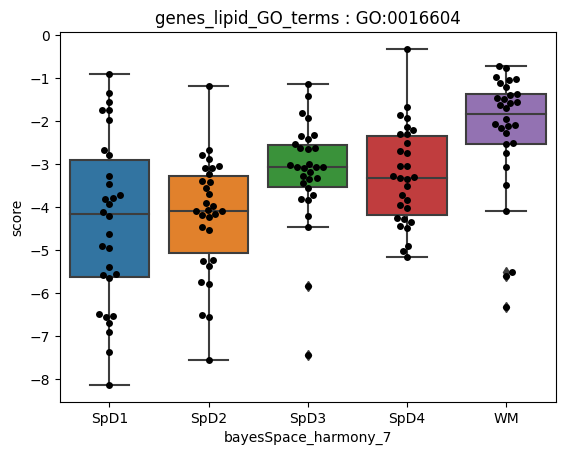 genes_lipid_GO_terms : GO:0016604
0
−1
−2
−3
−4
−5
−6
−7
−8
score
SpD1 SpD2 SpD3 SpD4 WM
bayesSpace_harmony_7